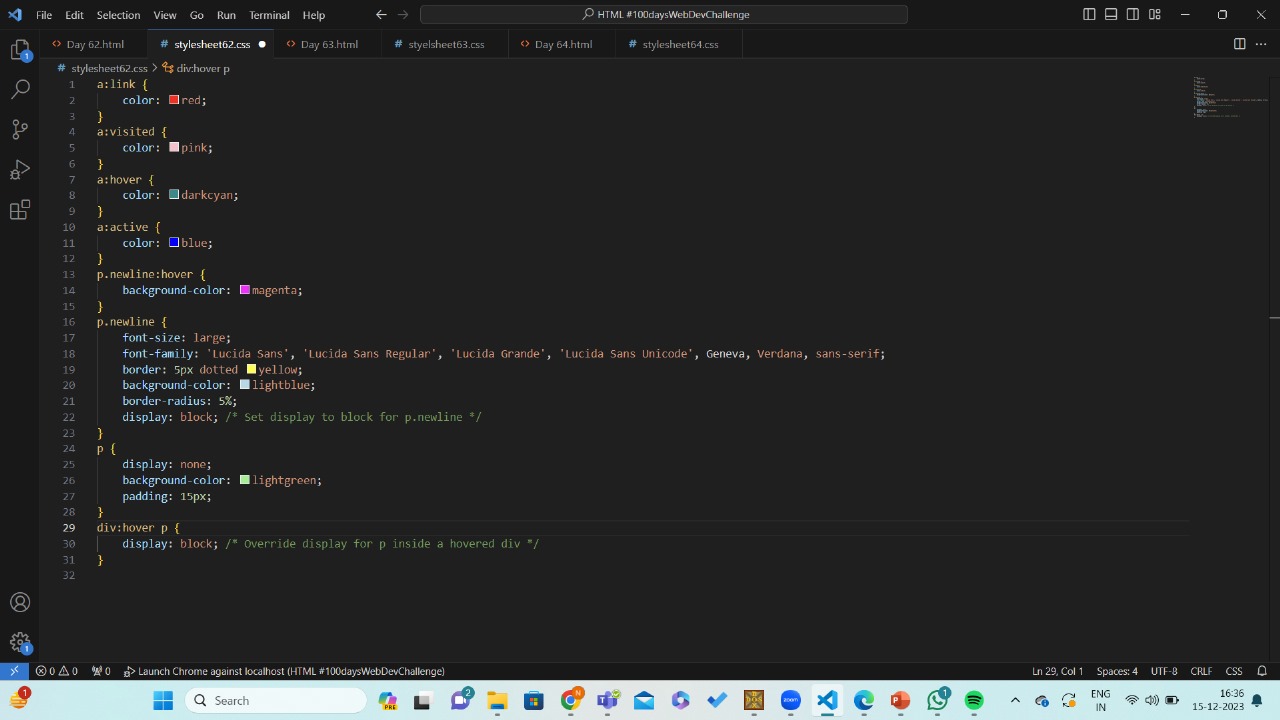 File Edit Selection View Go Run Terminal Help
HTML #100daysWebDevChallenge
Day 62.html
stylesheet62.css
Day 63.html
styelsheet63.css
Day 64.html
stylesheet64.css
stylesheet62.css > div:hover p
1 a:link {
2 color: red;
3 }
4 a:visited {
5 color: pink;
6 }
7 a:hover {
8 color: darkcyan;
9 }
10 a:active {
11 color: blue;
12 }
13 p.newline:hover {
14 background-color: magenta;
15 }
16 p.newline {
17 font-size: large;
18 font-family: 'Lucida Sans', 'Lucida Sans Regular', 'Lucida Grande', 'Lucida Sans Unicode', Geneva, Verdana, sans-serif;
19 border: 5px dotted yellow;
20 background-color: lightblue;
21 border-radius: 5%;
22 display: block; /* Set display to block for p.newline */
23 }
24 p {
25 display: none;
26 background-color: lightgreen;
27 padding: 15px;
28 }
29 div:hover p {
30 display: block; /* Override display for p inside a hovered div */
31 }
32
0 0 0 Launch Chrome against localhost (HTML #100daysWebDevChallenge) Ln 29, Col 1 Spaces: 4 UTF-8 CRLF CSS
Search
ENG
IN
16:36
15-12-2023